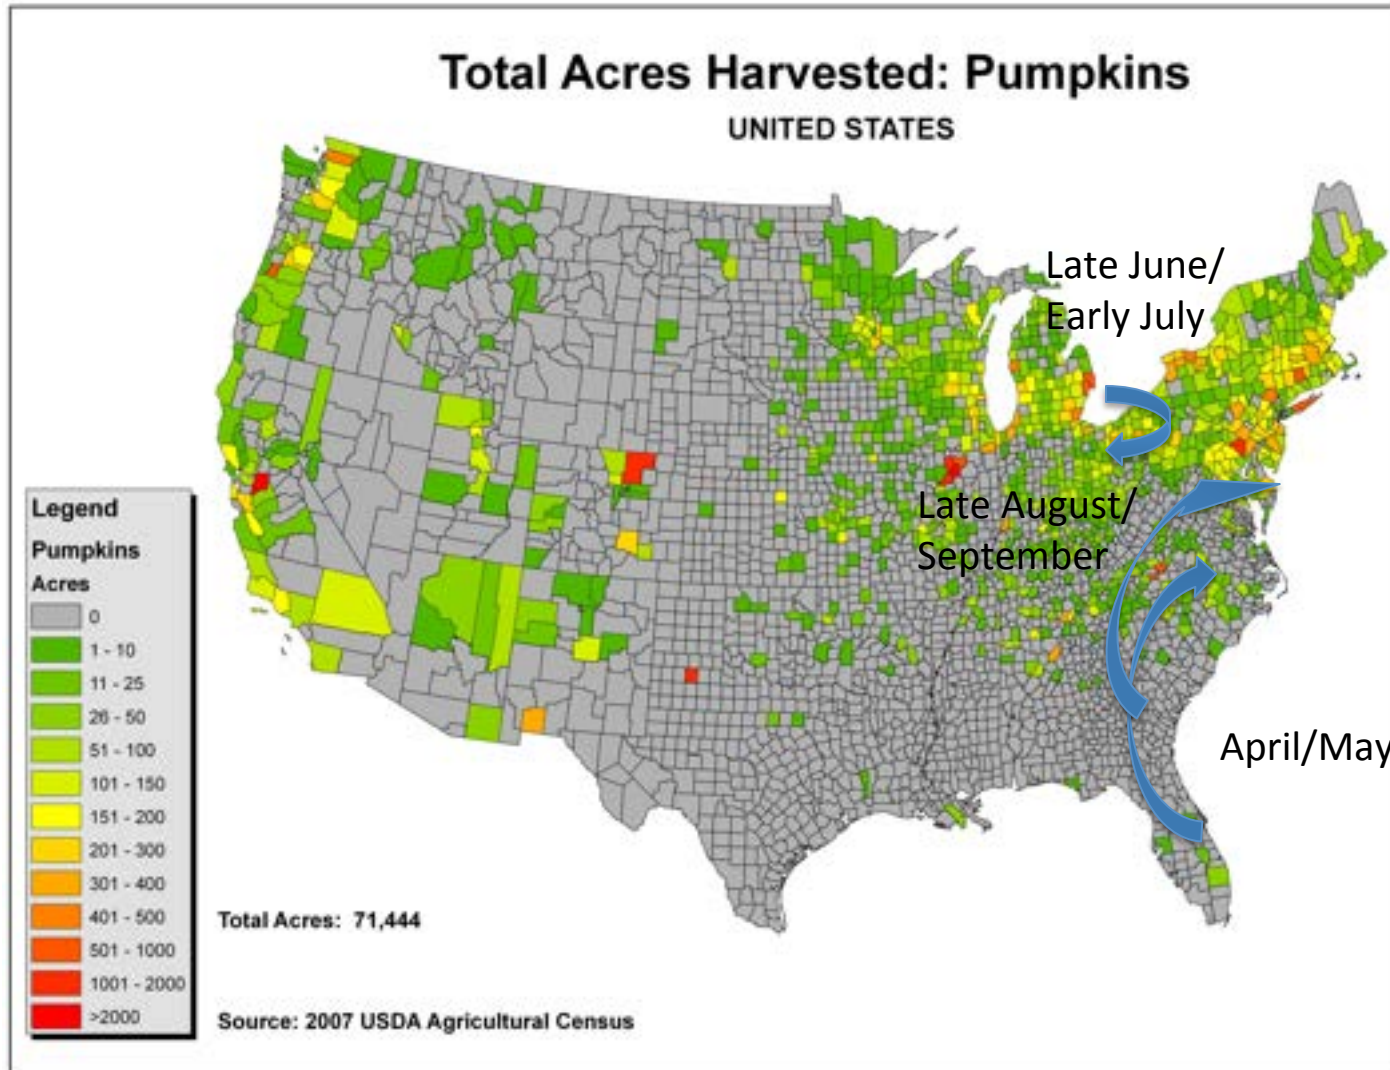 Total Acres Harvested: Pumpkins
UNITED STATES
Late June/
Early July
Late August/
September
April/May
Legend
Pumpkins
Acres
0
1 - 10
11 - 25
26 - 50
51 - 100
101 - 150
151 - 200
201 - 300
301 - 400
401 - 500
501 - 1000
1001 - 2000
>2000
Total Acres: 71,444
Source: 2007 USDA Agricultural Census